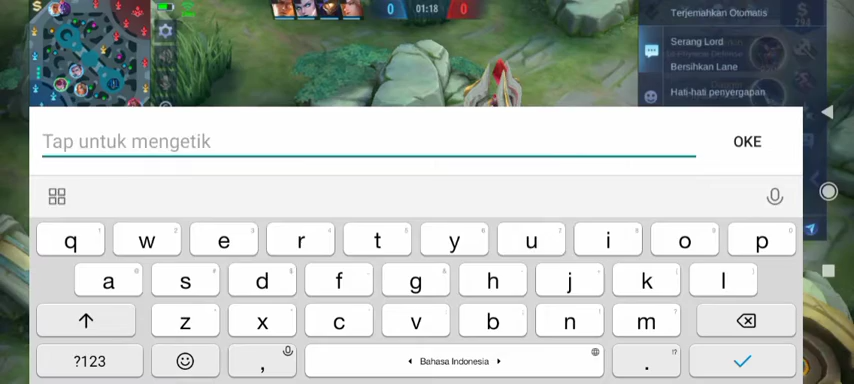 0 01:18 0
Terjemahkan Otomatis
$
294
Serang Lord
Bersihkan Lane
Hati-hati penyergapan
Tap untuk mengetik
OKE
q w e r t y u i o p
a s d f g h j k l
z x c v b n m
?123 , Bahasa Indonesia .